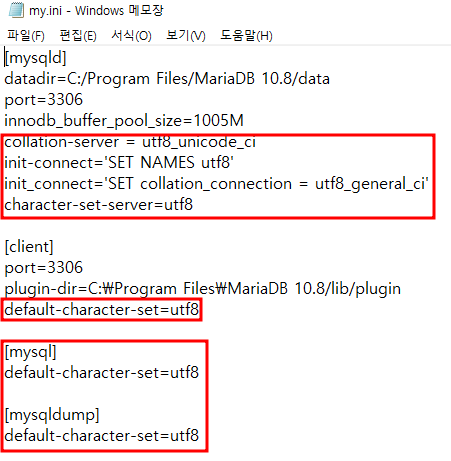 my.ini - Windows 메모장
파일(F) 편집(E) 서식(O) 보기(V) 도움말(H)
[mysqld]
datadir=C:/Program Files/MariaDB 10.8/data
port=3306
innodb_buffer_pool_size=1005M
collation-server = utf8_unicode_ci
init-connect='SET NAMES utf8'
init_connect='SET collation_connection = utf8_general_ci'
character-set-server=utf8
[client]
port=3306
plugin-dir=C:₩Program Files₩MariaDB 10.8/lib/plugin
default-character-set=utf8
[mysql]
default-character-set=utf8
[mysqldump]
default-character-set=utf8